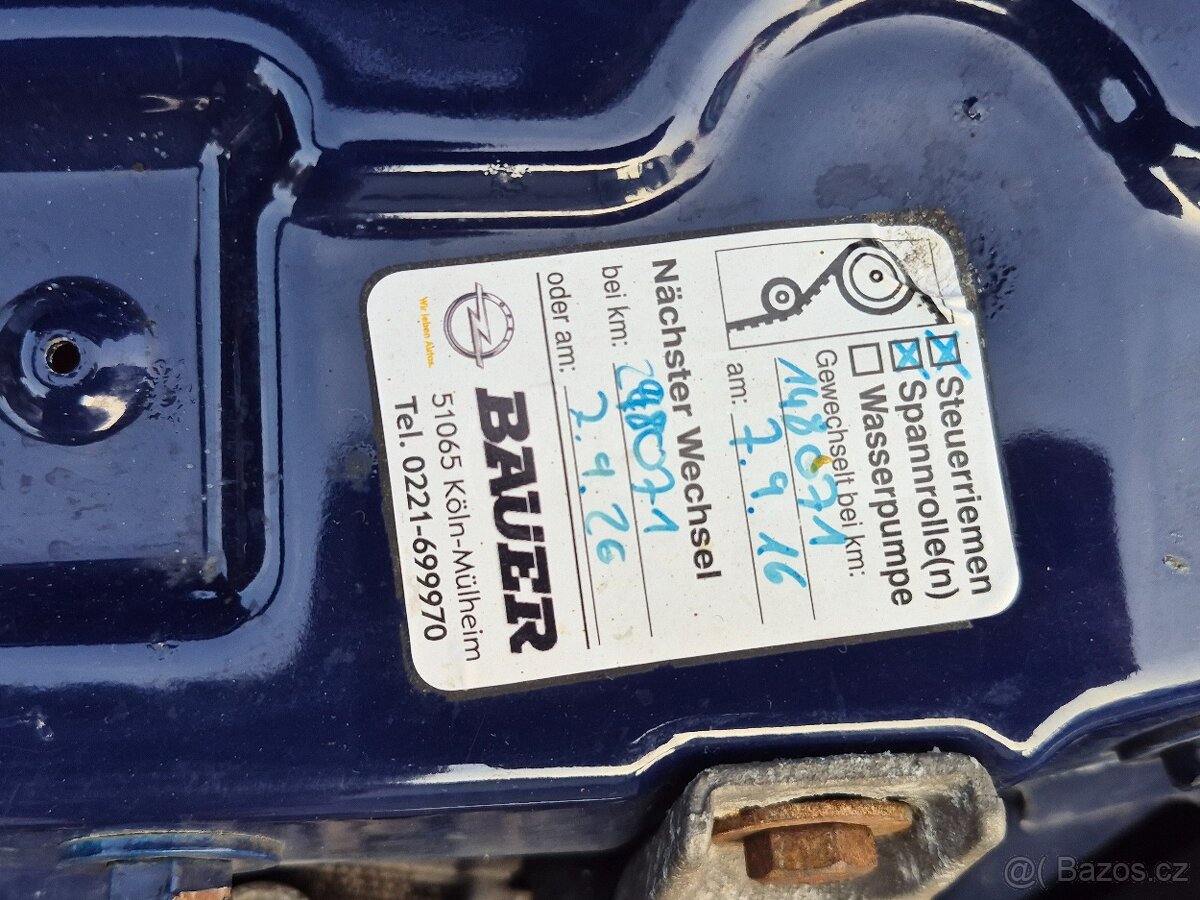 Steuerriemen
Spannrolle(n)
Wasserpumpe
Gewechselt bei km:
148071
am: 7.9.16
Nächster Wechsel
bei km: 298071
oder am: 7.9.26
BAUER
Wir leben Autos.
51065 Köln-Mülheim
Tel. 0221-699970
@( Bazos.cz